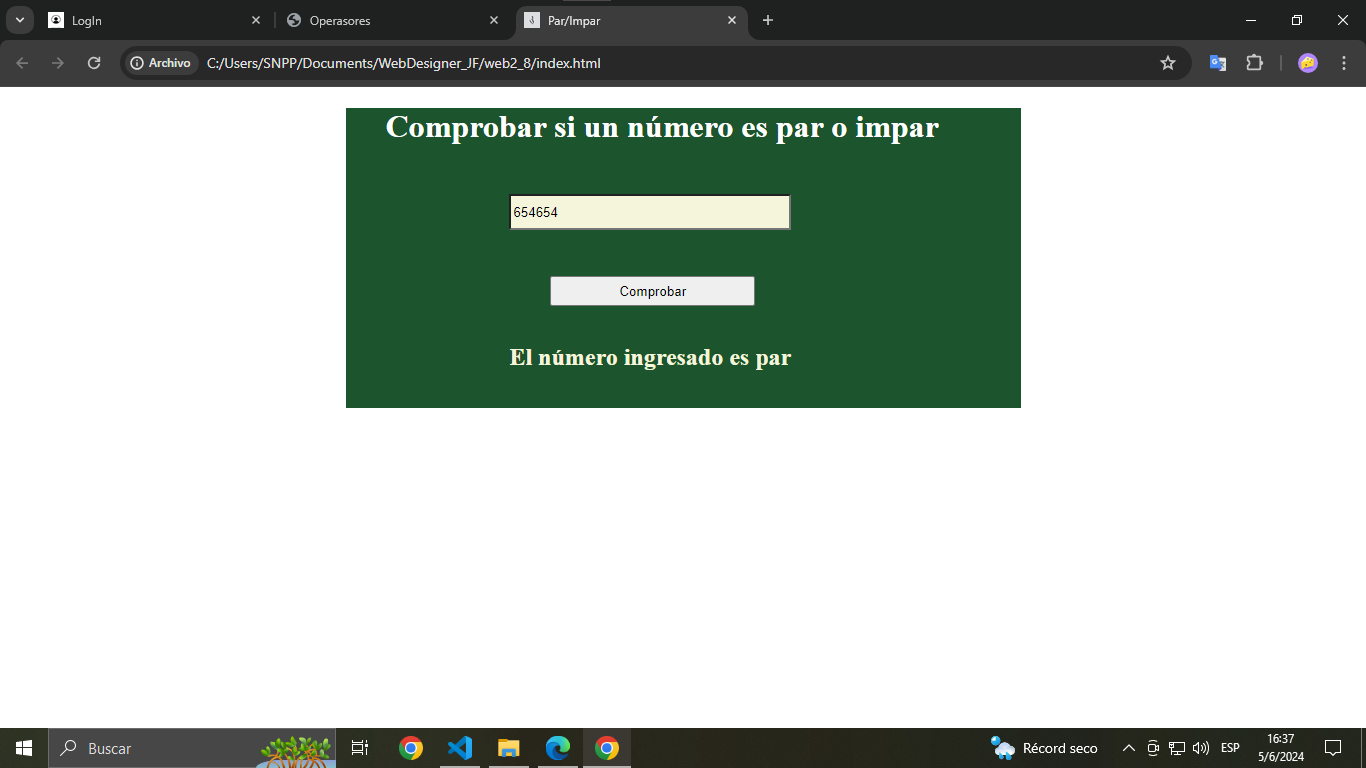 LogIn
Operasores
Par/Impar
Archivo
C:/Users/SNPP/Documents/WebDesigner_JF/web2_8/index.html
Comprobar si un número es par o impar
654654
Comprobar
El número ingresado es par
Buscar
Récord seco
ESP
16:37
5/6/2024